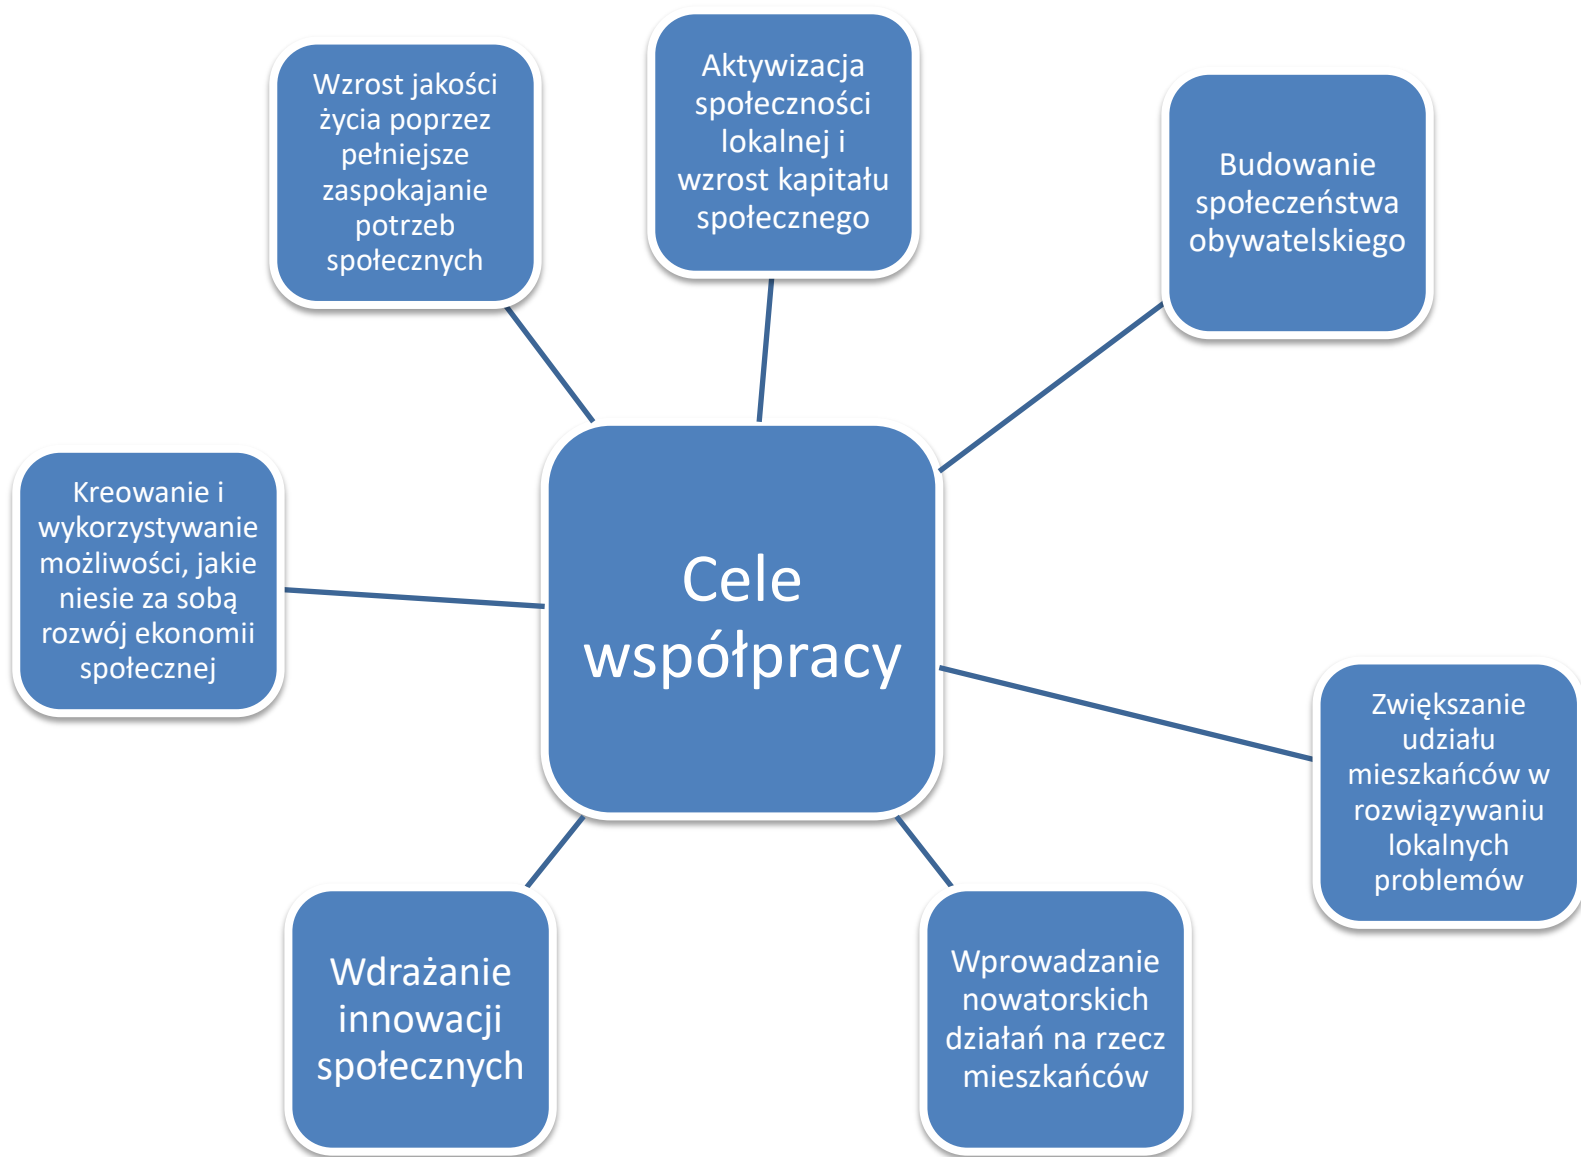 Wzrost jakości
życia poprzez
pełniejsze
zaspokajanie
potrzeb
społecznych
Aktywizacja
społeczności
lokalnej i
wzrost kapitału
społecznego
Budowanie
społeczeństwa
obywatelskiego
Kreowanie i
wykorzystywanie
możliwości, jakie
niesie za sobą
rozwój ekonomii
społecznej
Cele
współpracy
Zwiększanie
udziału
mieszkańców w
rozwiązywaniu
lokalnych
problemów
Wdrażanie
innowacji
społecznych
Wprowadzanie
nowatorskich
działań na rzecz
mieszkańców